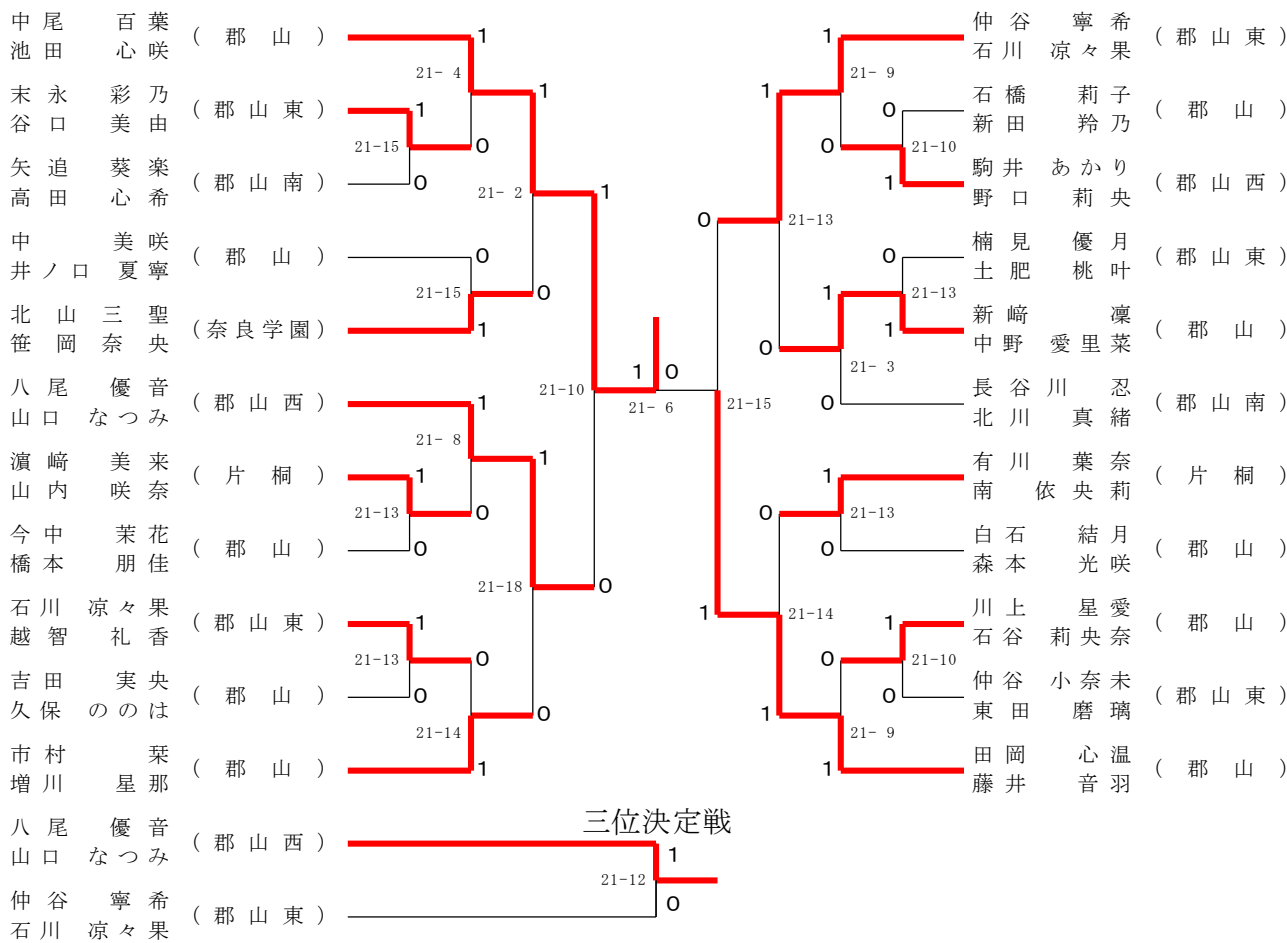 中尾 百葉
池田 心咲
(郡山)
末永 彩乃
谷口 美由
(郡山東)
矢追 葵楽
高田 心希
(郡山南)
中 美咲
井ノ口 夏寧
(郡山)
北山三聖
笹岡奈央
(奈良学園)
八尾 優音
山口 なつみ
(郡山西)
濵﨑 美来
山内 咲奈
(片桐)
今中 茉花
橋本 朋佳
(郡山)
石川 凉々果
越智 礼香
(郡山東)
吉田 実央
久保 ののは
(郡山)
市村 栞
増川 星那
(郡山)
1
21- 4
1
1
21-15
0
0
21- 2
1
0
21-15
0
1
21-10
1
21- 8
1
1
21-13
0
0
21-18
0
1
21-13
0
0
0
21-14
1
1 0
21- 6
仲谷 寧希
石川 凉々果
(郡山東)
石橋 莉子
新田 羚乃
(郡山)
駒井 あかり
野口 莉央
(郡山西)
楠見 優月
土肥 桃叶
(郡山東)
新﨑 凜
中野 愛里菜
(郡山)
長谷川 忍
北川 真緒
(郡山南)
有川 葉奈
南 依央莉
(片桐)
白石 結月
森本 光咲
(郡山)
川上 星愛
石谷 莉央奈
(郡山)
仲谷 小奈未
東田 磨璃
(郡山東)
田岡 心温
藤井 音羽
(郡山)
1
21- 9
1
0
0
21-10
1
0
21-13
0
1
21-13
1
0
21- 3
0
21-15
1
0
21-13
0
1
21-14
1
0
21-10
0
1
21- 9
1
三位決定戦
八尾 優音
山口 なつみ
(郡山西)
1
21-12
0
仲谷 寧希
石川 凉々果
(郡山東)